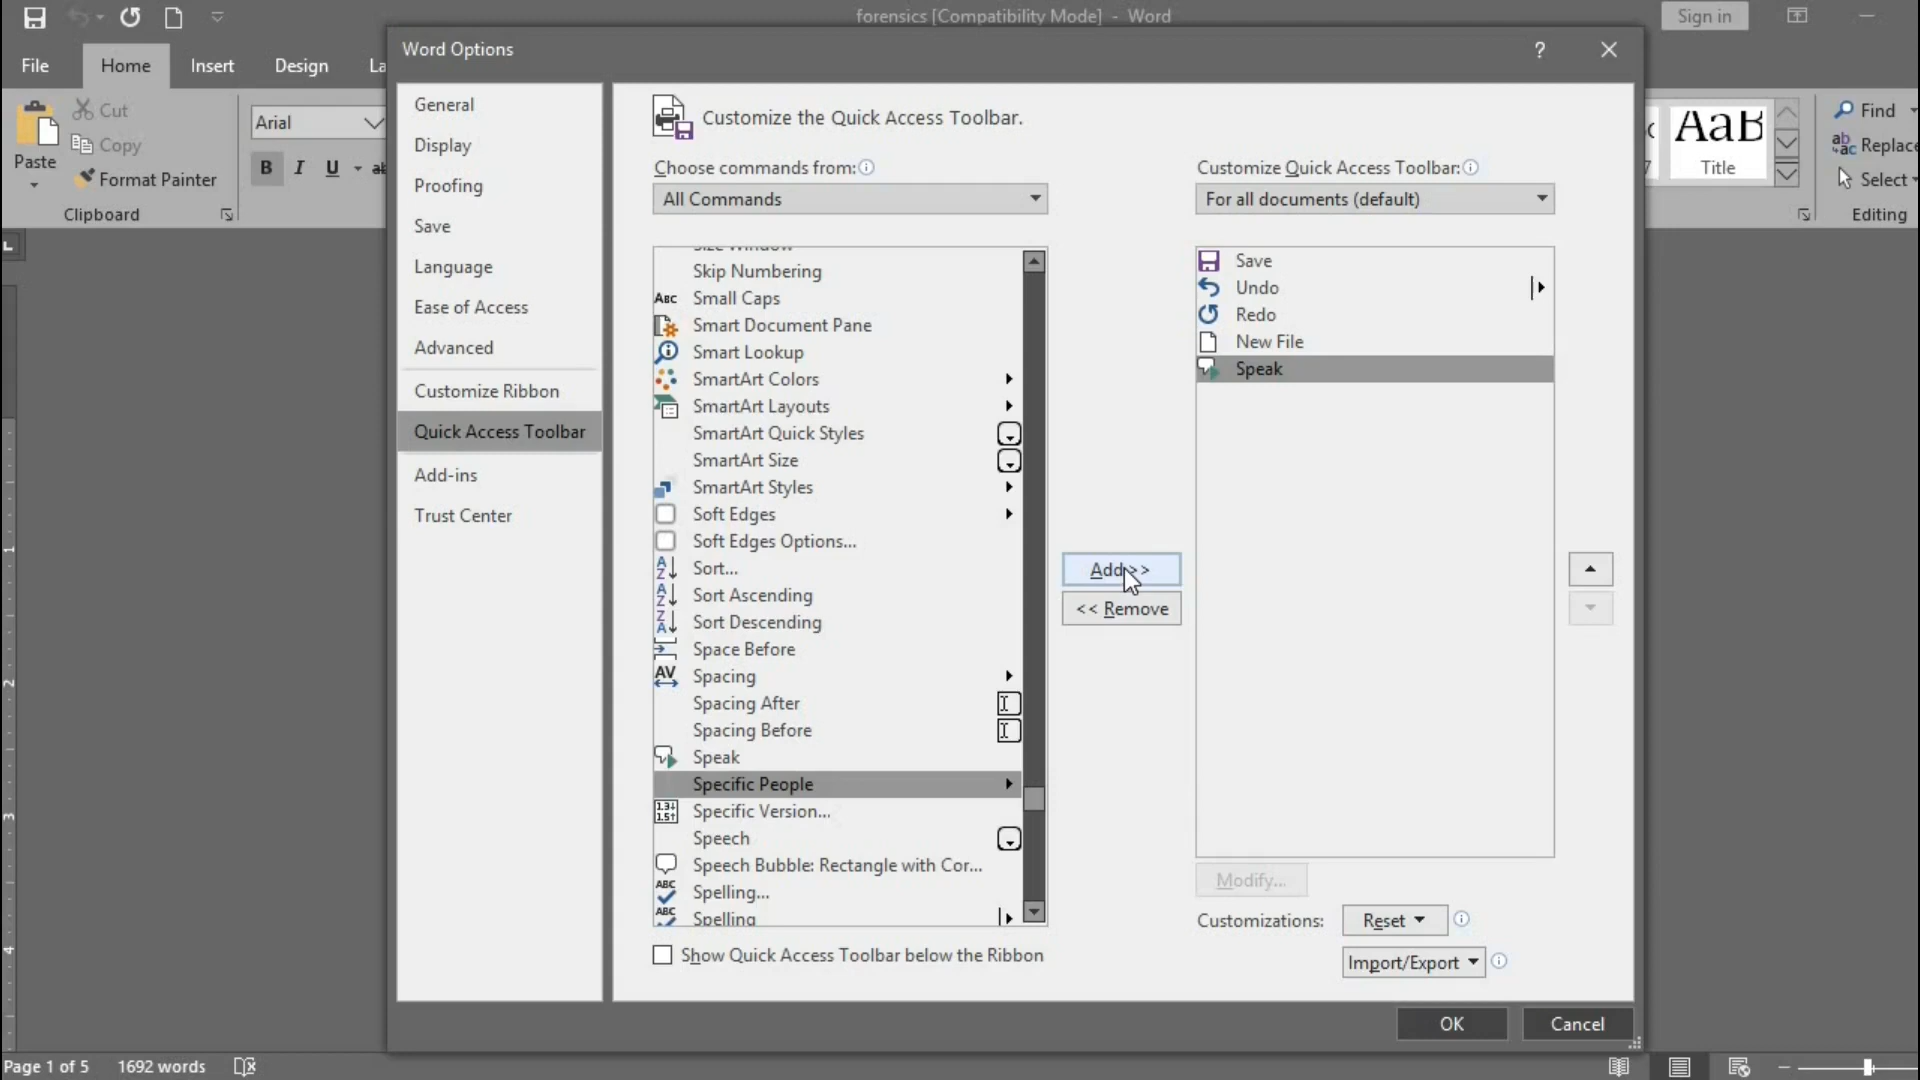 forensics [Compatibility Mode] - Word
Sign in
Word Options
?
File
Home
Insert
Design
La
Paste
Cut
Copy
Format Painter
Clipboard
Arial
B I U ab
AaB
Title
Find
Replace
Select
Editing
General
Display
Proofing
Save
Language
Ease of Access
Advanced
Customize Ribbon
Quick Access Toolbar
Add-ins
Trust Center
Customize the Quick Access Toolbar.
Choose commands from:
All Commands
Size Window
Skip Numbering
Small Caps
Smart Document Pane
Smart Lookup
SmartArt Colors
SmartArt Layouts
SmartArt Quick Styles
SmartArt Size
SmartArt Styles
Soft Edges
Soft Edges Options...
Sort...
Sort Ascending
Sort Descending
Space Before
Spacing
Spacing After
Spacing Before
Speak
Specific People
Specific Version...
Speech
Speech Bubble: Rectangle with Cor...
Spelling...
Spelling
Show Quick Access Toolbar below the Ribbon
Add >>
<< Remove
Customize Quick Access Toolbar:
For all documents (default)
Save
Undo
Redo
New File
Speak
Modify...
Customizations:
Reset
Import/Export
OK
Cancel
Page 1 of 5
1692 words